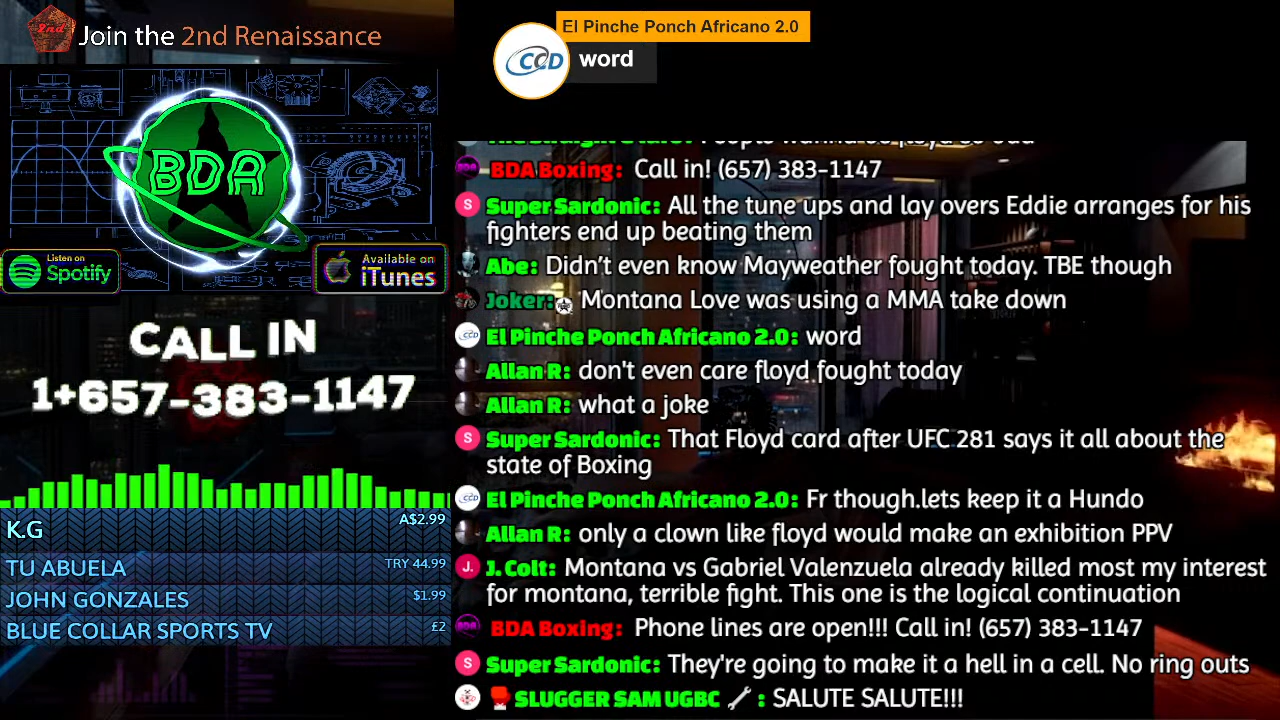 2nd
Join the 2nd Renaissance
BDA
Listen on
Spotify
Available on
iTunes
CALL IN
1+657-383-1147
K.G
A$2.99
TU ABUELA
TRY 44.99
JOHN GONZALES
$1.99
BLUE COLLAR SPORTS TV
£2
El Pinche Ponch Africano 2.0
CCD
word
BDA Boxing: Call in! (657) 383-1147
S Super Sardonic: All the tune ups and lay overs Eddie arranges for his
fighters end up beating them
Abe: Didn't even know Mayweather fought today. TBE though
Joker: Montana Love was using a MMA take down
El Pinche Ponch Africano 2.0: word
Allan R: don't even care floyd fought today
Allan R: what a joke
S Super Sardonic: That Floyd card after UFC 281 says it all about the
state of Boxing
El Pinche Ponch Africano 2.0: Fr though.lets keep it a Hundo
Allan R: only a clown like floyd would make an exhibition PPV
J. J. Colt: Montana vs Gabriel Valenzuela already killed most my interest
for montana, terrible fight. This one is the logical continuation
BDA Boxing: Phone lines are open!!! Call in! (657) 383-1147
S Super Sardonic: They're going to make it a hell in a cell. No ring outs
SLUGGER SAM UGBC : SALUTE SALUTE!!!